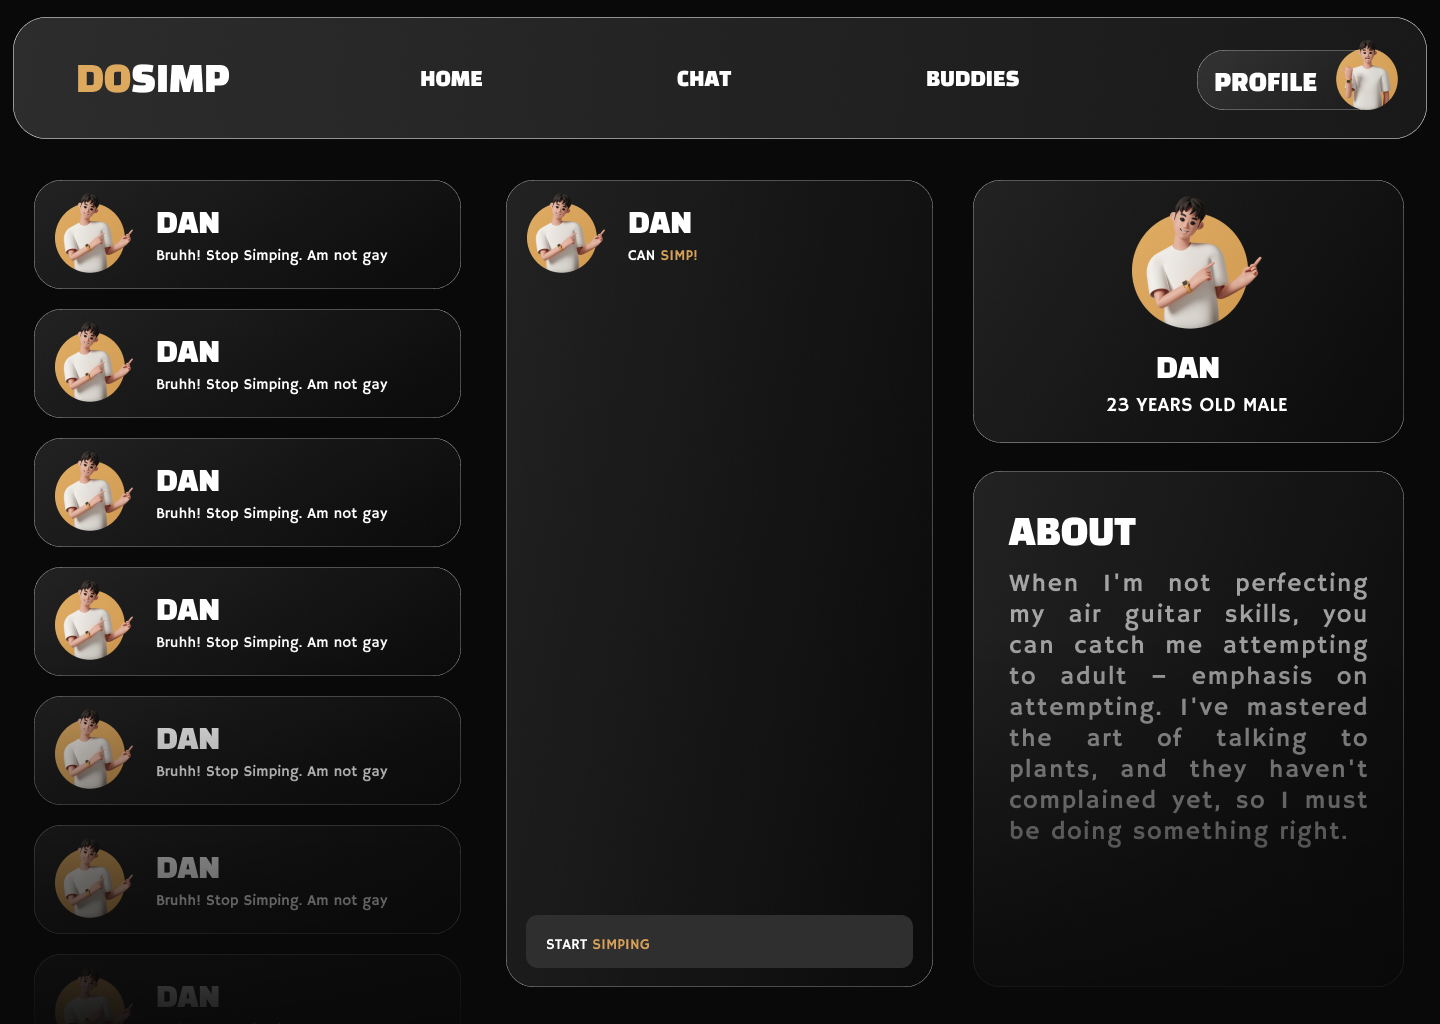 DOSIMP
HOME
CHAT
BUDDIES
PROFILE
DAN
Bruhh! Stop Simping. Am not gay
DAN
Bruhh! Stop Simping. Am not gay
DAN
Bruhh! Stop Simping. Am not gay
DAN
Bruhh! Stop Simping. Am not gay
DAN
Bruhh! Stop Simping. Am not gay
DAN
Bruhh! Stop Simping. Am not gay
DAN
DAN
CAN SIMP!
START SIMPING
DAN
23 YEARS OLD MALE
ABOUT
When I'm not perfecting
my air guitar skills, you
can catch me attempting
to adult – emphasis on
attempting. I've mastered
the art of talking to
plants, and they haven't
complained yet, so I must
be doing something right.